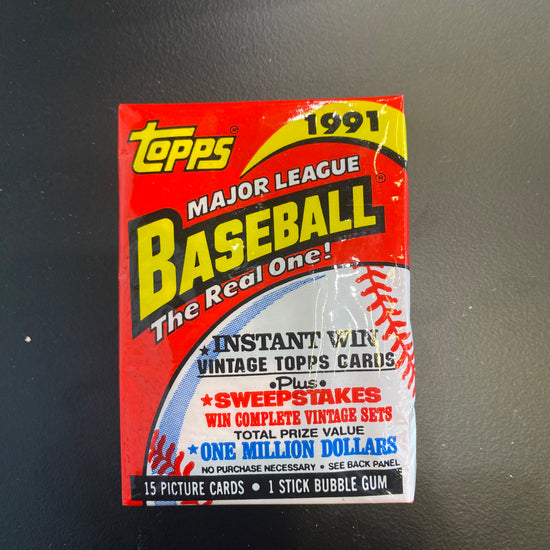 TOPPS®
1991
MAJOR LEAGUE
BASEBALL®
The Real One!
★INSTANT WIN
VINTAGE TOPPS CARDS
•Plus•
★SWEEPSTAKES
WIN COMPLETE VINTAGE SETS
TOTAL PRIZE VALUE
★ONE MILLION DOLLARS
NO PURCHASE NECESSARY • SEE BACK PANEL
15 PICTURE CARDS • 1 STICK BUBBLE GUM